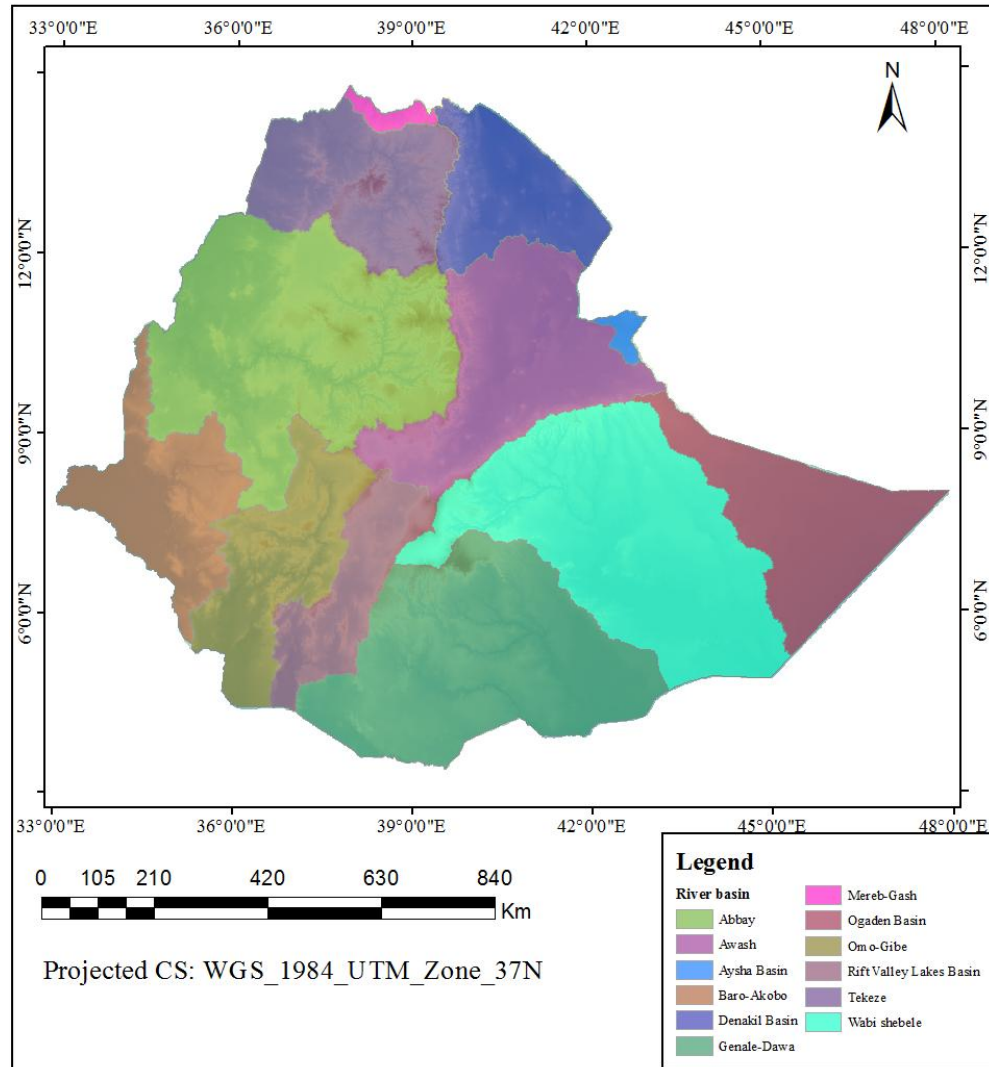 33°0'0"E 36°0'0"E 39°0'0"E 42°0'0"E 45°0'0"E 48°0'0"E
N
12°0'0"N 12°0'0"N
9°0'0"N 9°0'0"N
6°0'0"N 6°0'0"N
33°0'0"E 36°0'0"E 39°0'0"E 42°0'0"E 45°0'0"E 48°0'0"E
0 105 210 420 630 840
Km
Projected CS: WGS_1984_UTM_Zone_37N
Legend
River basin
Abbay
Awash
Aysha Basin
Baro-Akobo
Denakil Basin
Genale-Dawa
Mereb-Gash
Ogaden Basin
Omo-Gibe
Rift Valley Lakes Basin
Tekeze
Wabi shebele